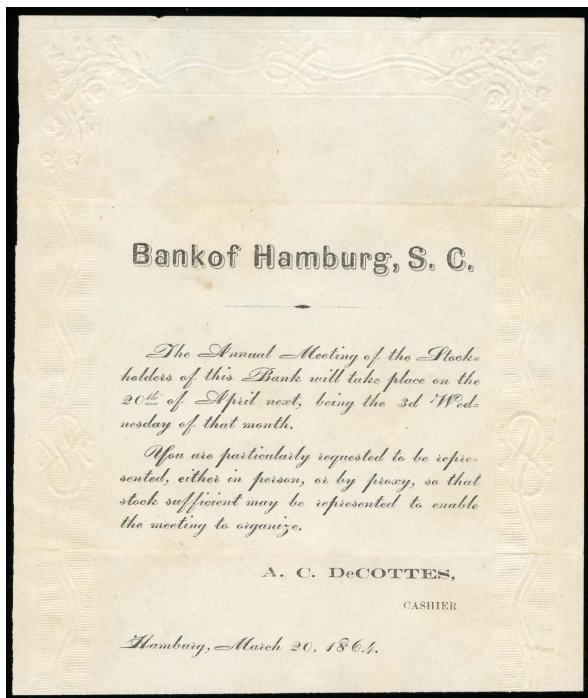 Bank of Hamburg, S. C.
The Annual Meeting of the Stock=
holders of this Bank will take place on the
20th of April next, being the 3d Wed-
nesday of that month.
You are particularly requested to be repre-
sented, either in person, or by proxy, so that
stock sufficient may be represented to enable
the meeting to organize.
A. C. DeCOTTES,
CASHIER
Hamburg, March 20, 1864.